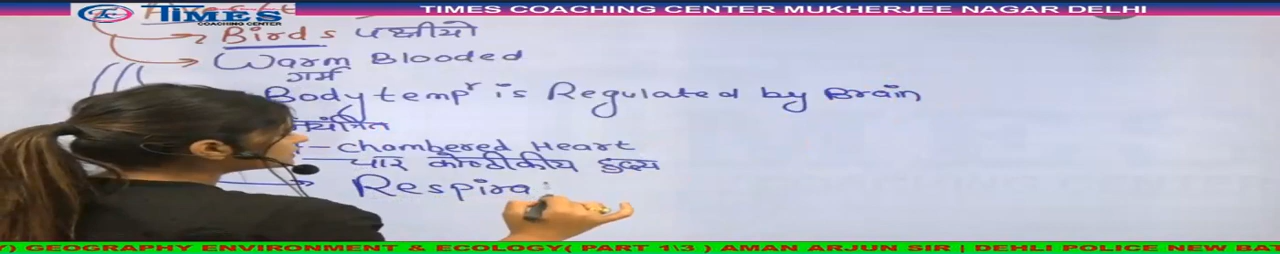 TIMES COACHING CENTER MUKHERJEE NAGAR DELHI
TIMES
COACHING CENTER
Birds पक्षीयो
Warm Blooded
गर्म
Body tempr is Regulated by Brain
Chambered Heart
चार कोष्ठीकीय हृदय
Respira
Y) GEOGRAPHY ENVIRONMENT & ECOLOGY( PART 1\3 ) AMAN ARJUN SIR | DEHLI POLICE NEW BAT